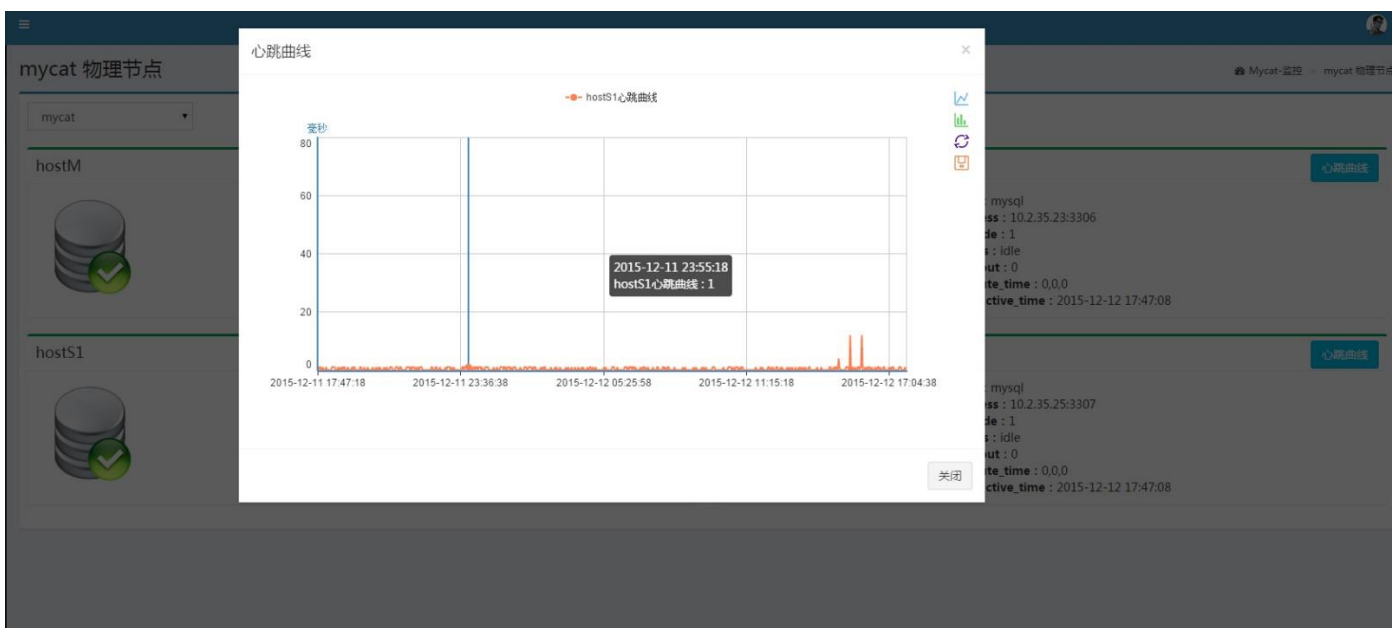 mycat 物理节点
Mycat-监控
mycat 物理节点
mycat
心跳曲线
×
hostS1心跳曲线
毫秒
80
60
40
20
0
2015-12-11 17:47:18
2015-12-11 23:36:38
2015-12-12 05:25:58
2015-12-12 11:15:18
2015-12-12 17:04:38
2015-12-11 23:55:18
hostS1心跳曲线 : 1
关闭
hostM
心跳曲线
: mysql
ess : 10.2.35.23:3306
de : 1
s : idle
out : 0
te_time : 0,0,0
ctive_time : 2015-12-12 17:47:08
hostS1
心跳曲线
: mysql
ess : 10.2.35.25:3307
de : 1
s : idle
out : 0
te_time : 0,0,0
ctive_time : 2015-12-12 17:47:08